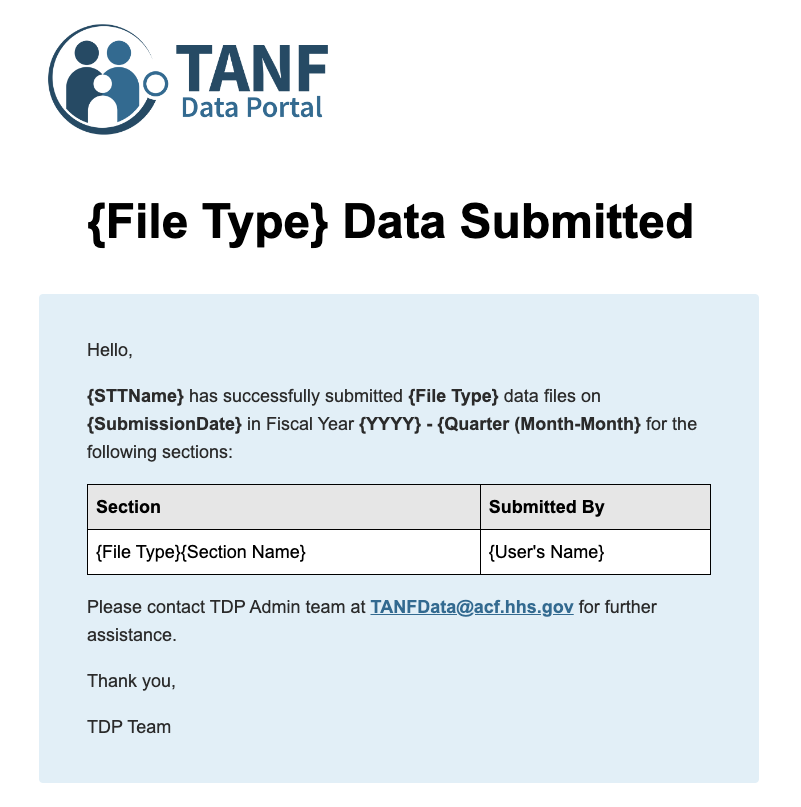 TANF
Data Portal
{File Type} Data Submitted
Hello,
{STTName} has successfully submitted {File Type} data files on
{SubmissionDate} in Fiscal Year {YYYY} - {Quarter (Month-Month} for the
following sections:
Section Submitted By
{File Type}{Section Name} {User's Name}
Please contact TDP Admin team at TANFData@acf.hhs.gov for further
assistance.
Thank you,
TDP Team